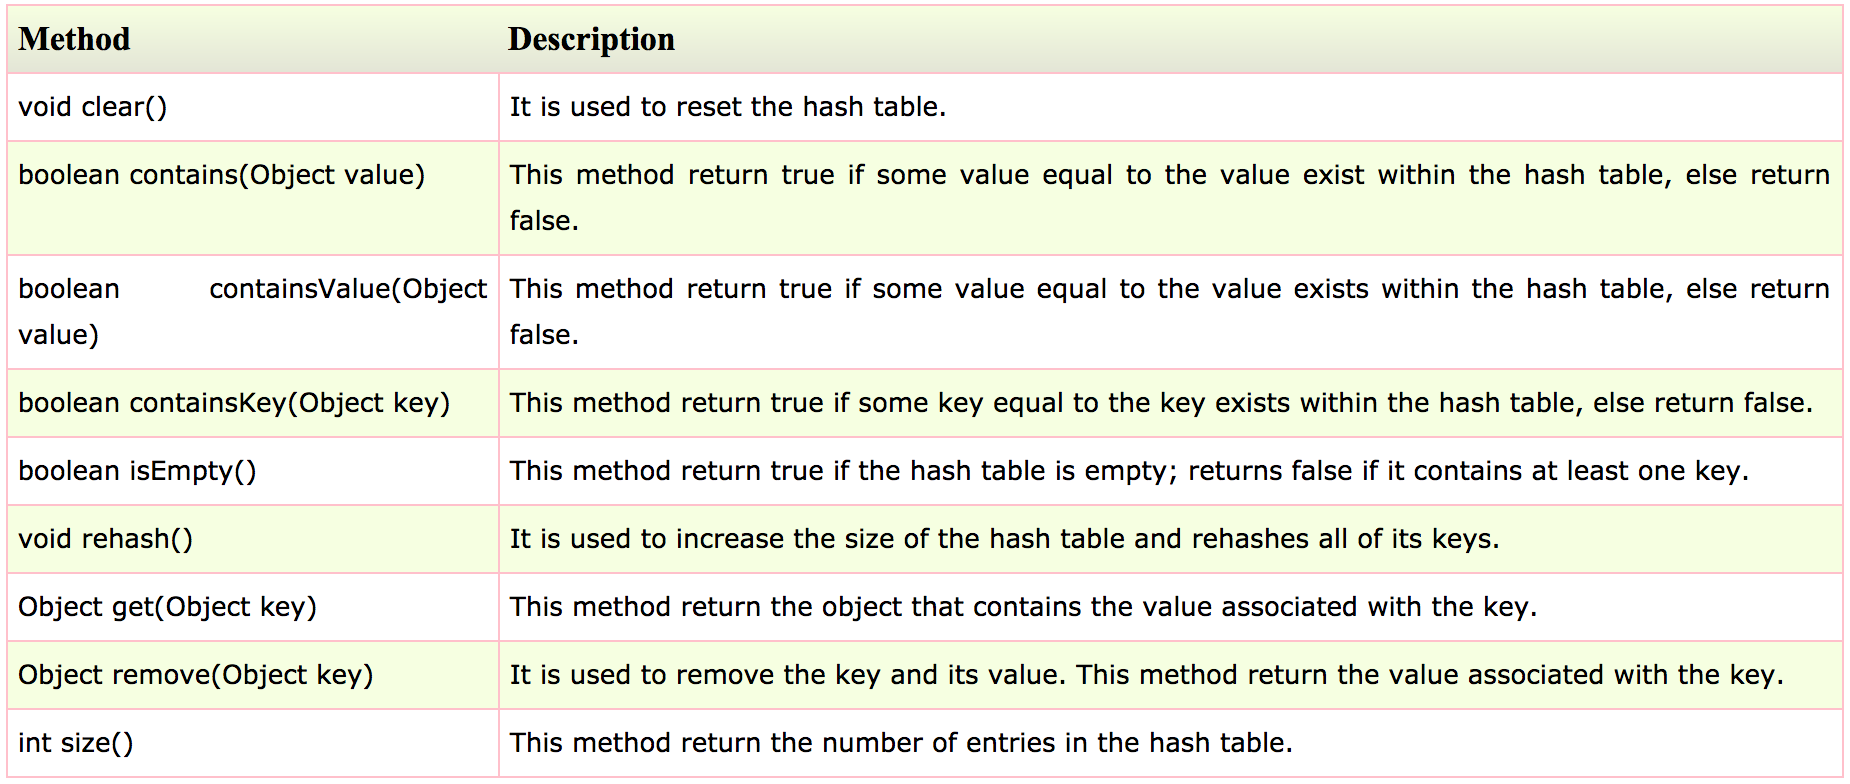 Method Description
void clear() It is used to reset the hash table.
boolean contains(Object value) This method return true if some value equal to the value exist within the hash table, else return
false.
boolean containsValue(Object This method return true if some value equal to the value exists within the hash table, else return
value) false.
boolean containsKey(Object key) This method return true if some key equal to the key exists within the hash table, else return false.
boolean isEmpty() This method return true if the hash table is empty; returns false if it contains at least one key.
void rehash() It is used to increase the size of the hash table and rehashes all of its keys.
Object get(Object key) This method return the object that contains the value associated with the key.
Object remove(Object key) It is used to remove the key and its value. This method return the value associated with the key.
int size() This method return the number of entries in the hash table.